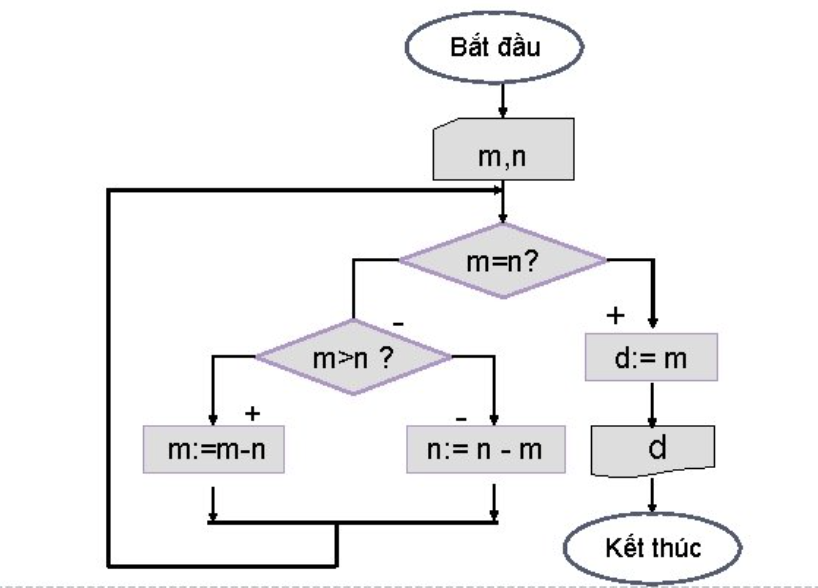 Bắt đầu
m,n
m=n?
-
+
m>n ?
d:= m
+
-
m:=m-n
n:= n - m
d
Kết thúc